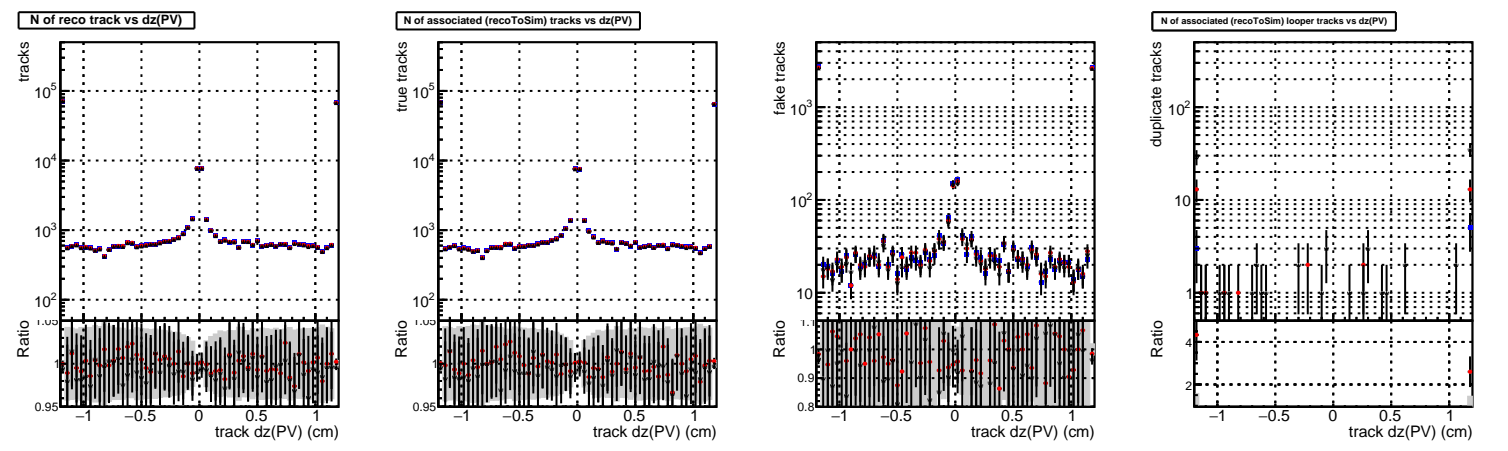 N of reco track vs dz(PV)
tracks
10^5
10^4
10^3
10^2
Ratio
1.05
1
0.95
−1 −0.5 0 0.5 1
track dz(PV) (cm)
N of associated (recoToSim) tracks vs dz(PV)
true tracks
10^5
10^4
10^3
10^2
Ratio
1.05
1
0.95
−1 −0.5 0 0.5 1
track dz(PV) (cm)
fake tracks
10^3
10^2
10
Ratio
1.1
1
0.9
0.8
−1 −0.5 0 0.5 1
track dz(PV) (cm)
N of associated (recoToSim) looper tracks vs dz(PV)
duplicate tracks
10^2
10
1
Ratio
4
2
−1 −0.5 0 0.5 1
track dz(PV) (cm)